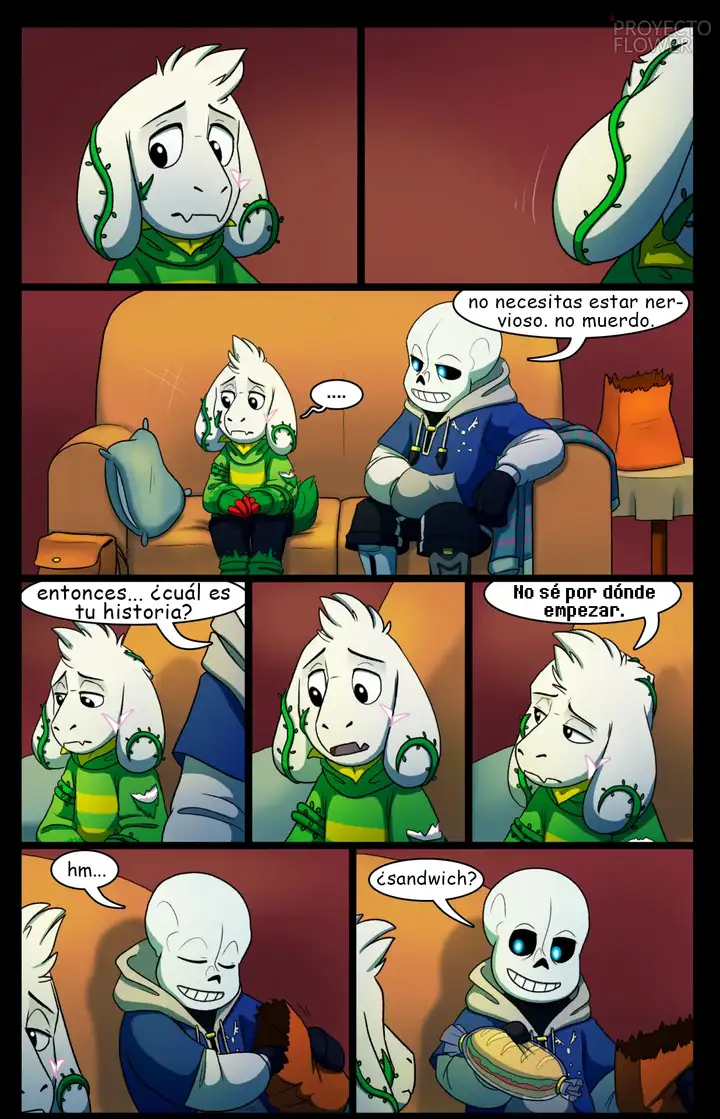 PROYECTO
FLOWER
no necesitas estar ner-
vioso. no muerdo.
....
entonces... ¿cuál es
tu historia?
No sé por dónde
empezar.
hm...
¿sandwich?